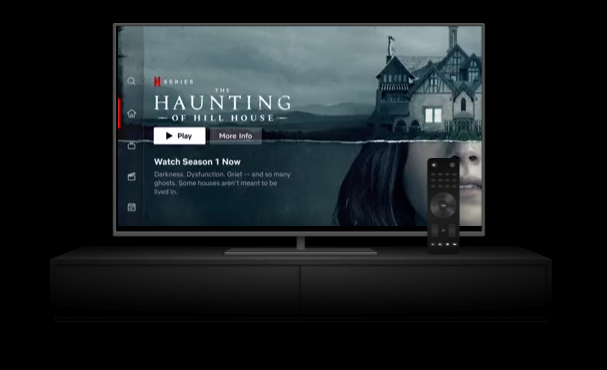 N SERIES
THE
HAUNTING
OF HILL HOUSE
Play
More Info
Watch Season 1 Now
Darkness. Dysfunction. Grief -- and so many
ghosts. Some houses aren't meant to be
lived in.